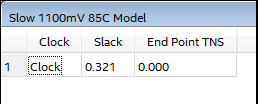 Slow 1100mV 85C Model
Clock Slack End Point TNS
1 Clock 0.321 0.000